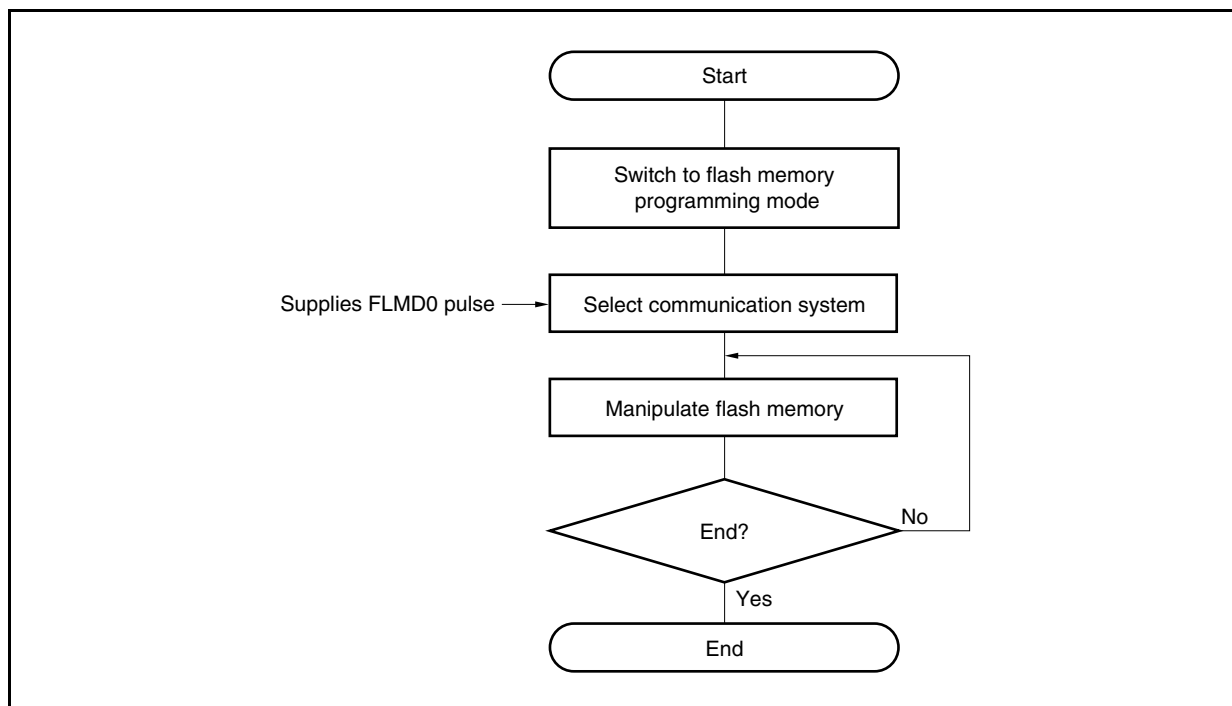 Start
Switch to flash memory
programming mode
Supplies FLMD0 pulse
Select communication system
Manipulate flash memory
End?
No
Yes
End